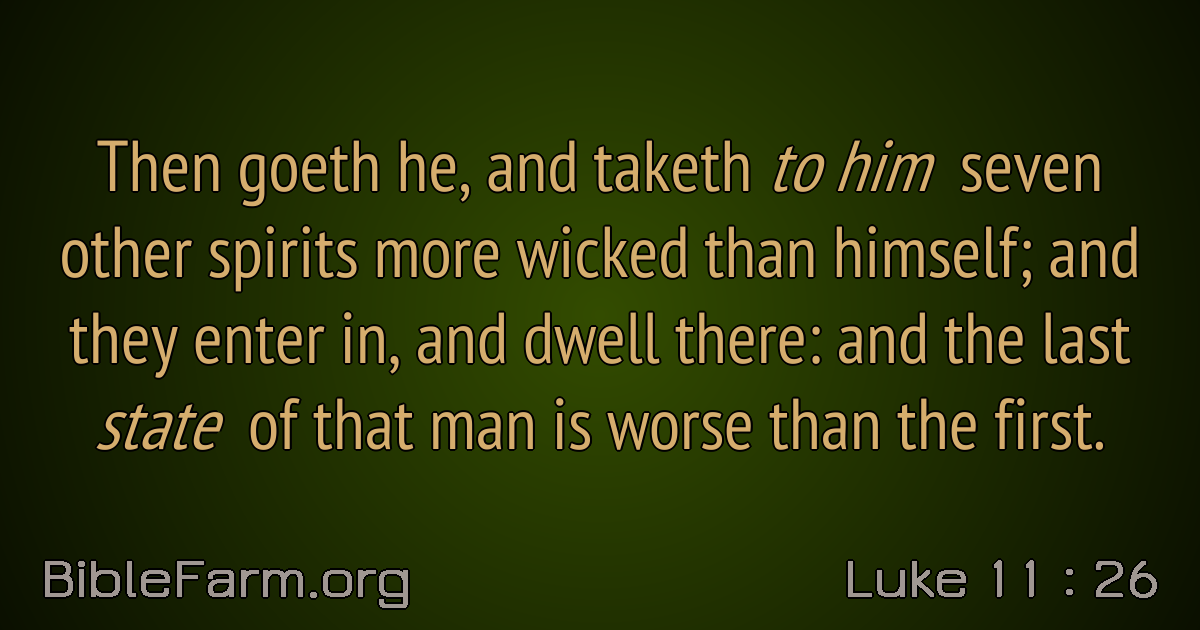 Then goeth he, and taketh to him seven
other spirits more wicked than himself; and
they enter in, and dwell there: and the last
state of that man is worse than the first.
BibleFarm.org
Luke 11 : 26